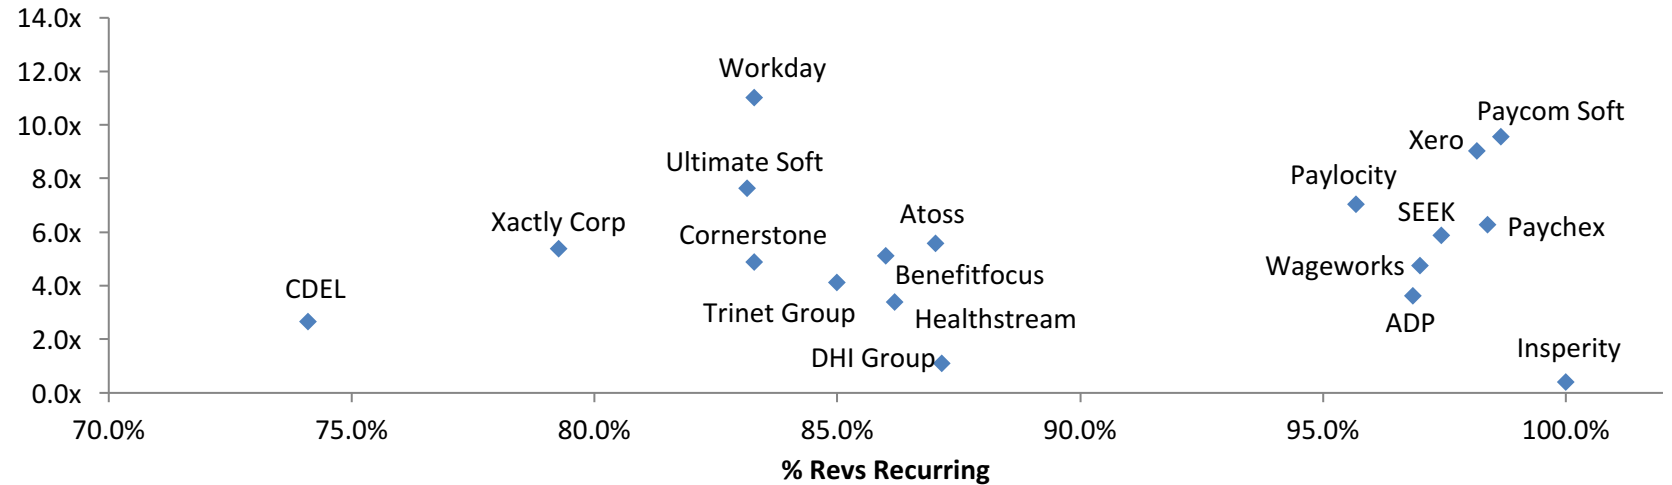 14.0x
12.0x
10.0x
8.0x
6.0x
4.0x
2.0x
0.0x
Workday
Paycom Soft
Xero
Ultimate Soft
Paylocity
SEEK
Atoss
Xactly Corp
Paychex
Cornerstone
Wageworks
Benefitfocus
CDEL
Trinet Group
Healthstream
ADP
Insperity
DHI Group
70.0%
75.0%
80.0%
85.0%
90.0%
95.0%
100.0%
% Revs Recurring